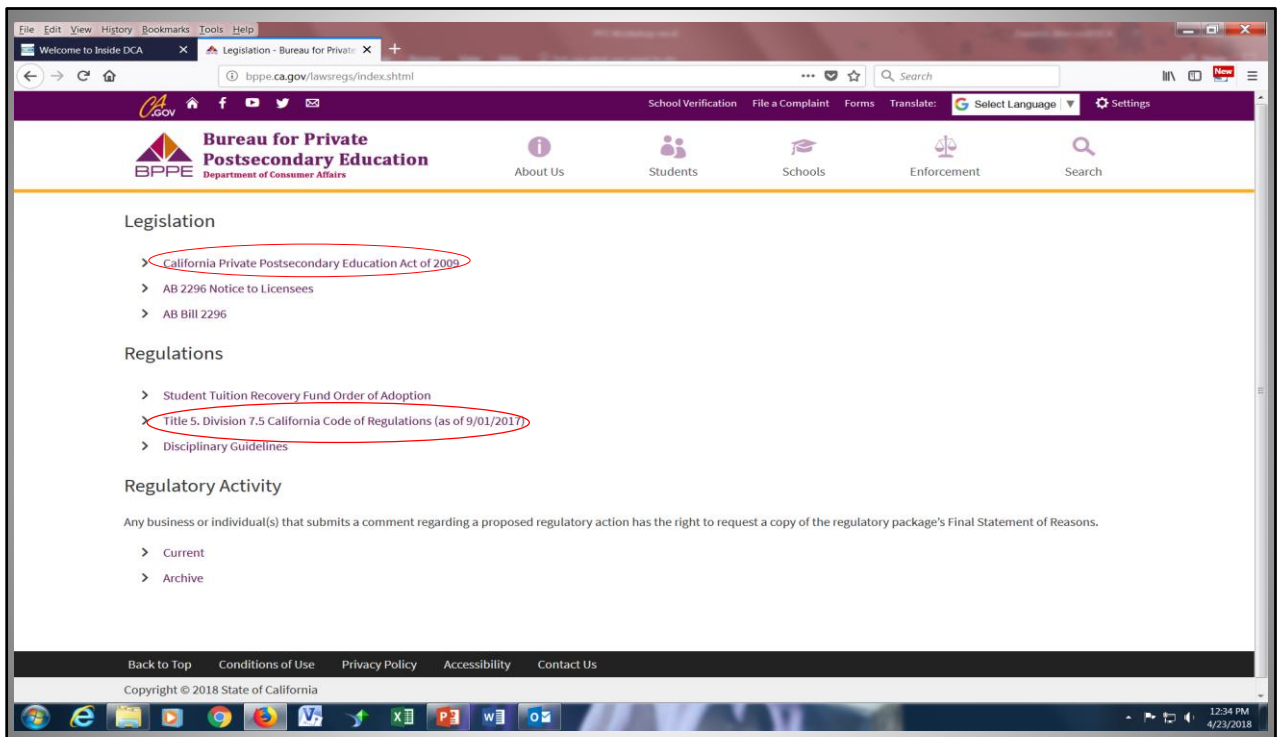 File Edit View History Bookmarks Tools Help
Welcome to Inside DCA
Legislation - Bureau for Private
bppe.ca.gov/lawsregs/index.shtml
Search
New
CA.GOV
School Verification File a Complaint Forms Translate: G Select Language Settings
BPPE
Bureau for Private
Postsecondary Education
Department of Consumer Affairs
About Us Students Schools Enforcement Search
Legislation
California Private Postsecondary Education Act of 2009
AB 2296 Notice to Licensees
AB Bill 2296
Regulations
Student Tuition Recovery Fund Order of Adoption
Title 5. Division 7.5 California Code of Regulations (as of 9/01/2017)
Disciplinary Guidelines
Regulatory Activity
Any business or individual(s) that submits a comment regarding a proposed regulatory action has the right to request a copy of the regulatory package's Final Statement of Reasons.
Current
Archive
Back to Top Conditions of Use Privacy Policy Accessibility Contact Us
Copyright © 2018 State of California
12:34 PM
4/23/2018